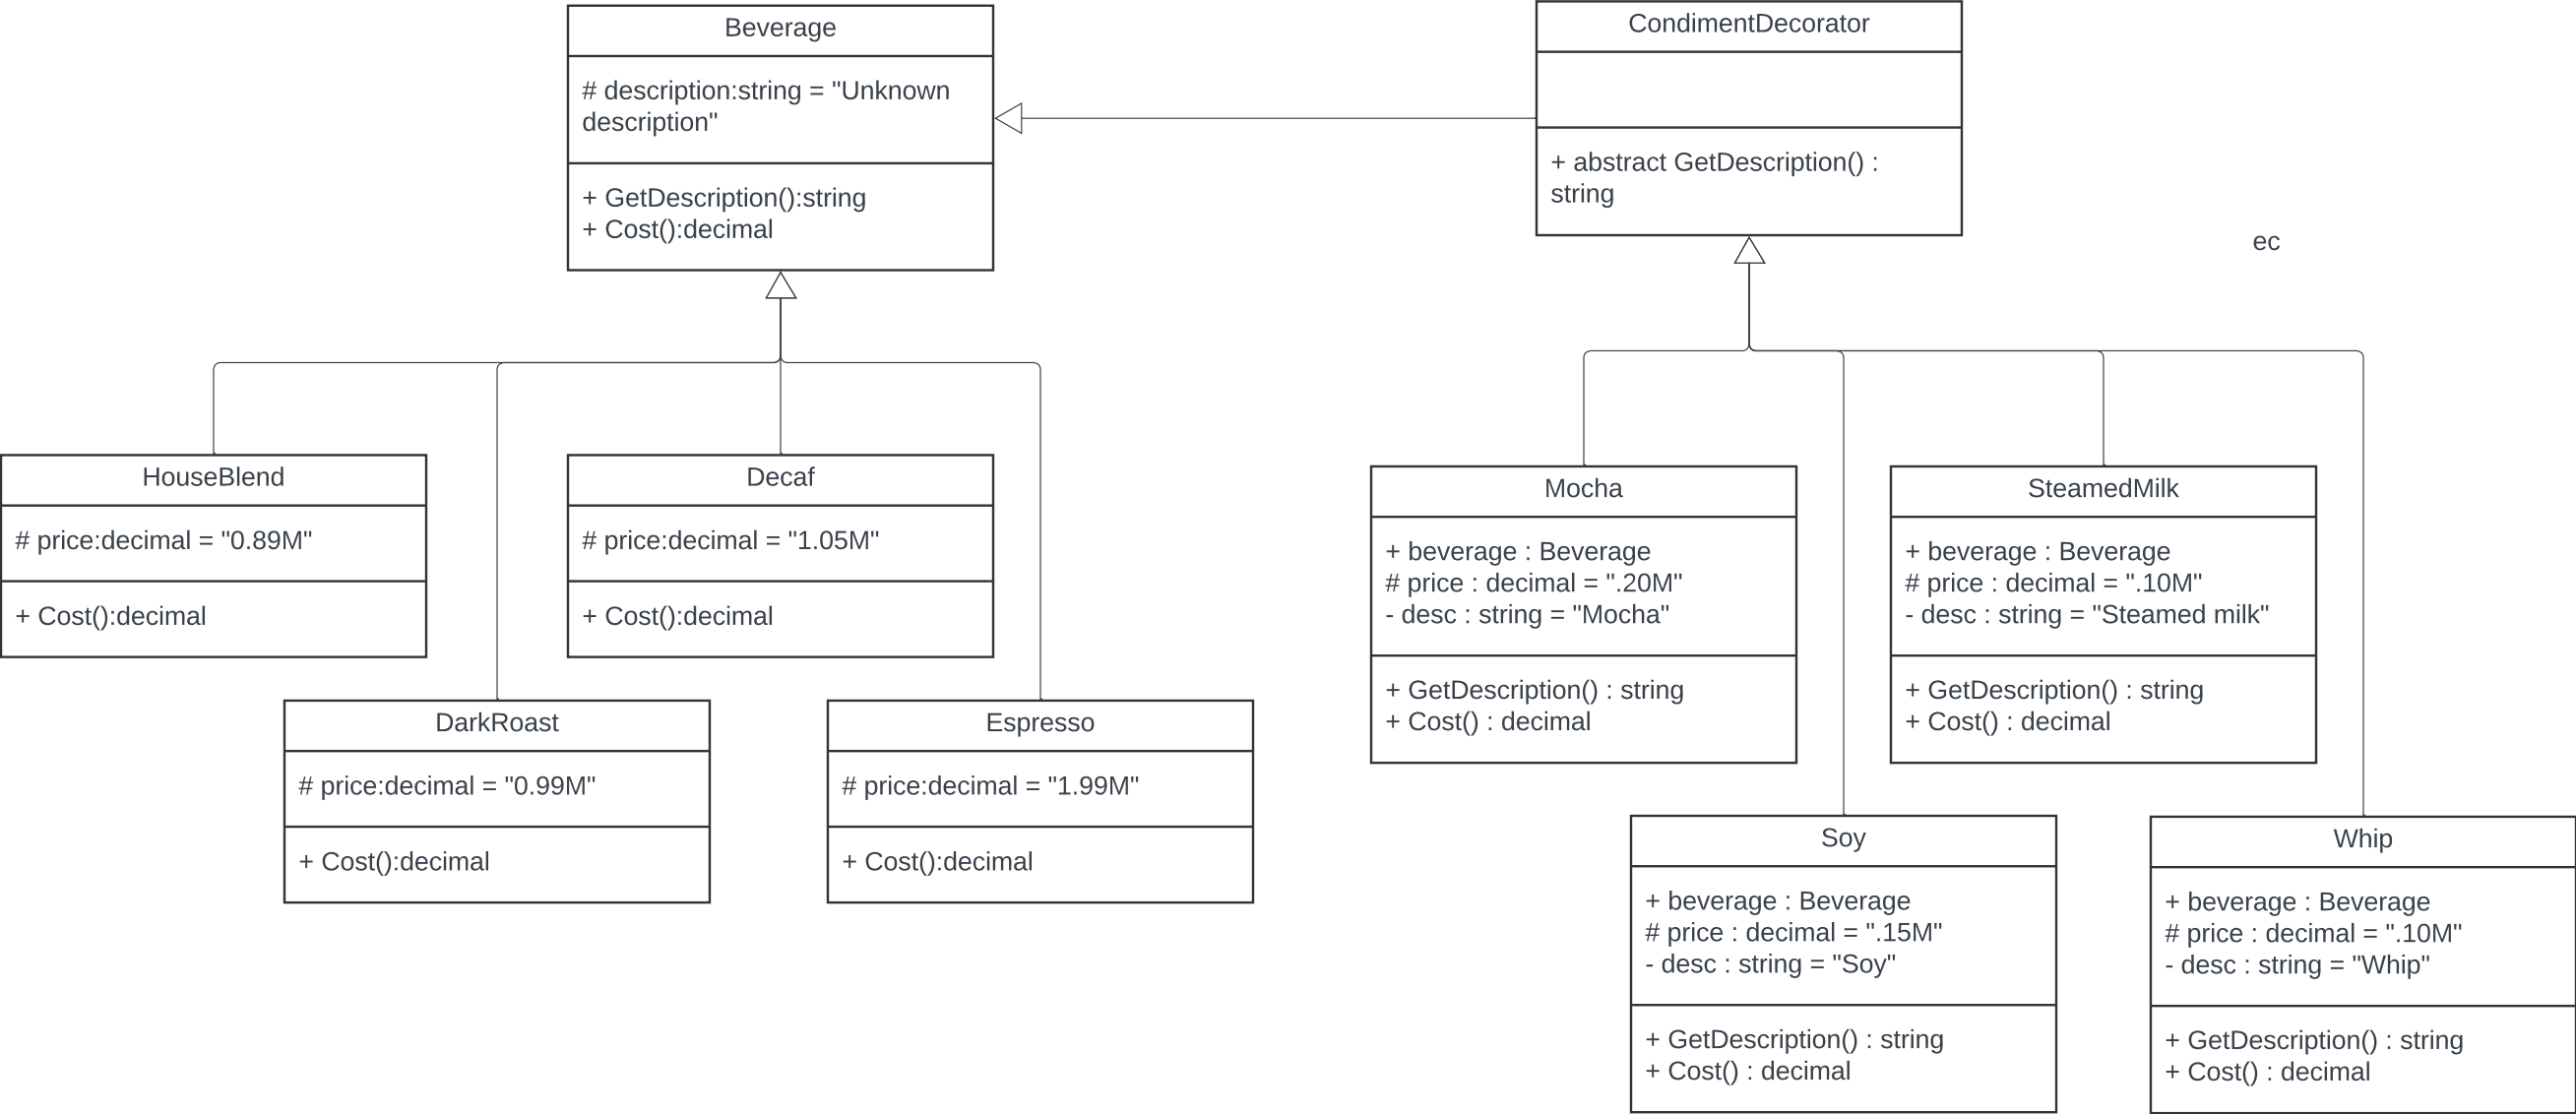 Beverage
# description:string = "Unknown
description"
+ GetDescription():string
+ Cost():decimal
CondimentDecorator
+ abstract GetDescription() :
string
ec
HouseBlend
# price:decimal = "0.89M"
+ Cost():decimal
Decaf
# price:decimal = "1.05M"
+ Cost():decimal
DarkRoast
# price:decimal = "0.99M"
+ Cost():decimal
Espresso
# price:decimal = "1.99M"
+ Cost():decimal
Mocha
+ beverage : Beverage
# price : decimal = ".20M"
- desc : string = "Mocha"
+ GetDescription() : string
+ Cost() : decimal
SteamedMilk
+ beverage : Beverage
# price : decimal = ".10M"
- desc : string = "Steamed milk"
+ GetDescription() : string
+ Cost() : decimal
Soy
+ beverage : Beverage
# price : decimal = ".15M"
- desc : string = "Soy"
+ GetDescription() : string
+ Cost() : decimal
Whip
+ beverage : Beverage
# price : decimal = ".10M"
- desc : string = "Whip"
+ GetDescription() : string
+ Cost() : decimal